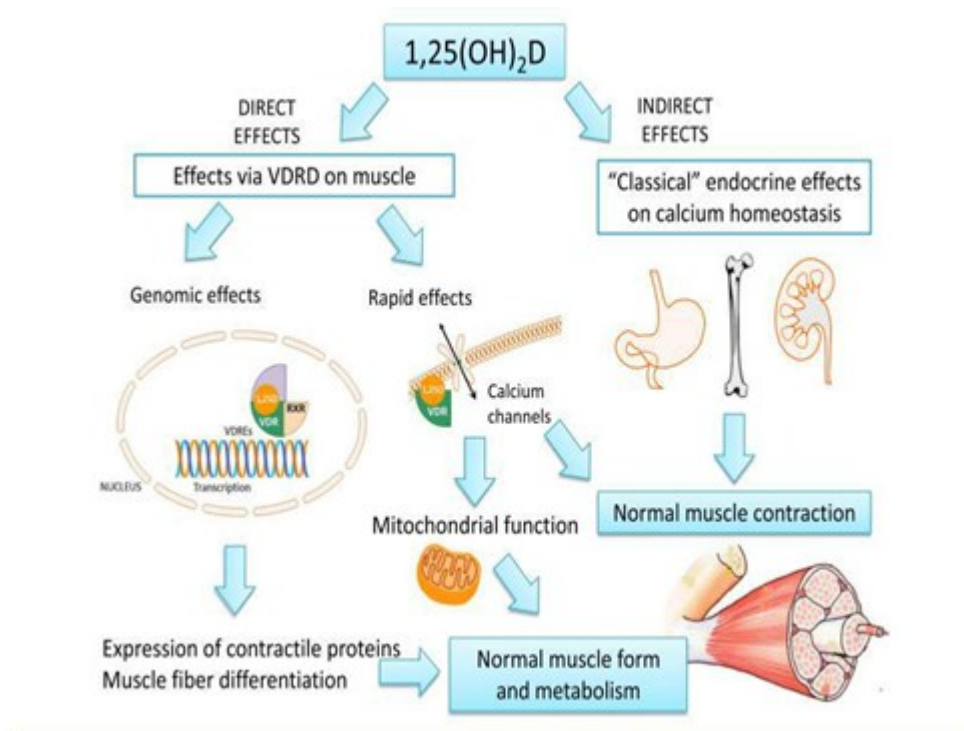 1,25(OH)₂D
DIRECT
EFFECTS
INDIRECT
EFFECTS
Effects via VDRD on muscle
“Classical” endocrine effects
on calcium homeostasis
Genomic effects
Rapid effects
RXR
VDR
VDREs
Transcription
NUCLEUS
VDR
Calcium
channels
Mitochondrial function
Normal muscle contraction
Expression of contractile proteins
Muscle fiber differentiation
Normal muscle form
and metabolism